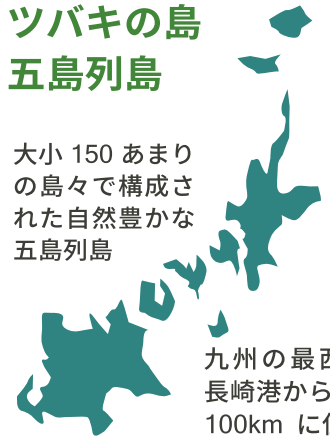 ツバキの島
五島列島
大小 150 あまり
の島々で構成さ
れた自然豊かな
五島列島
九州の最西
長崎港から
100km に